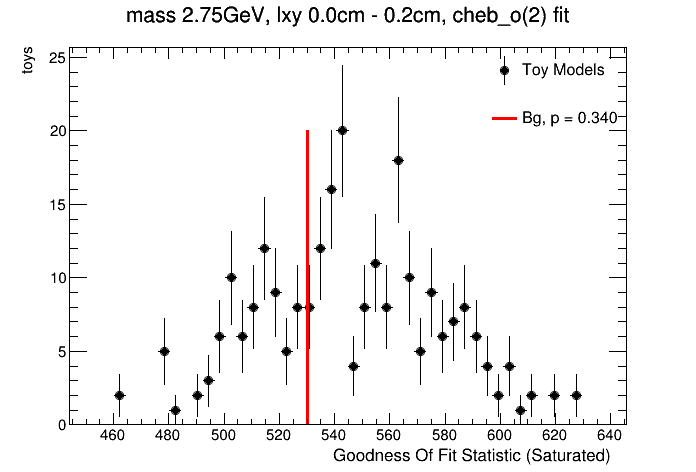 mass 2.75GeV, lxy 0.0cm - 0.2cm, cheb_o(2) fit
toys
25
20
15
10
5
0
Toy Models
Bg, p = 0.340
460 480 500 520 540 560 580 600 620 640
Goodness Of Fit Statistic (Saturated)